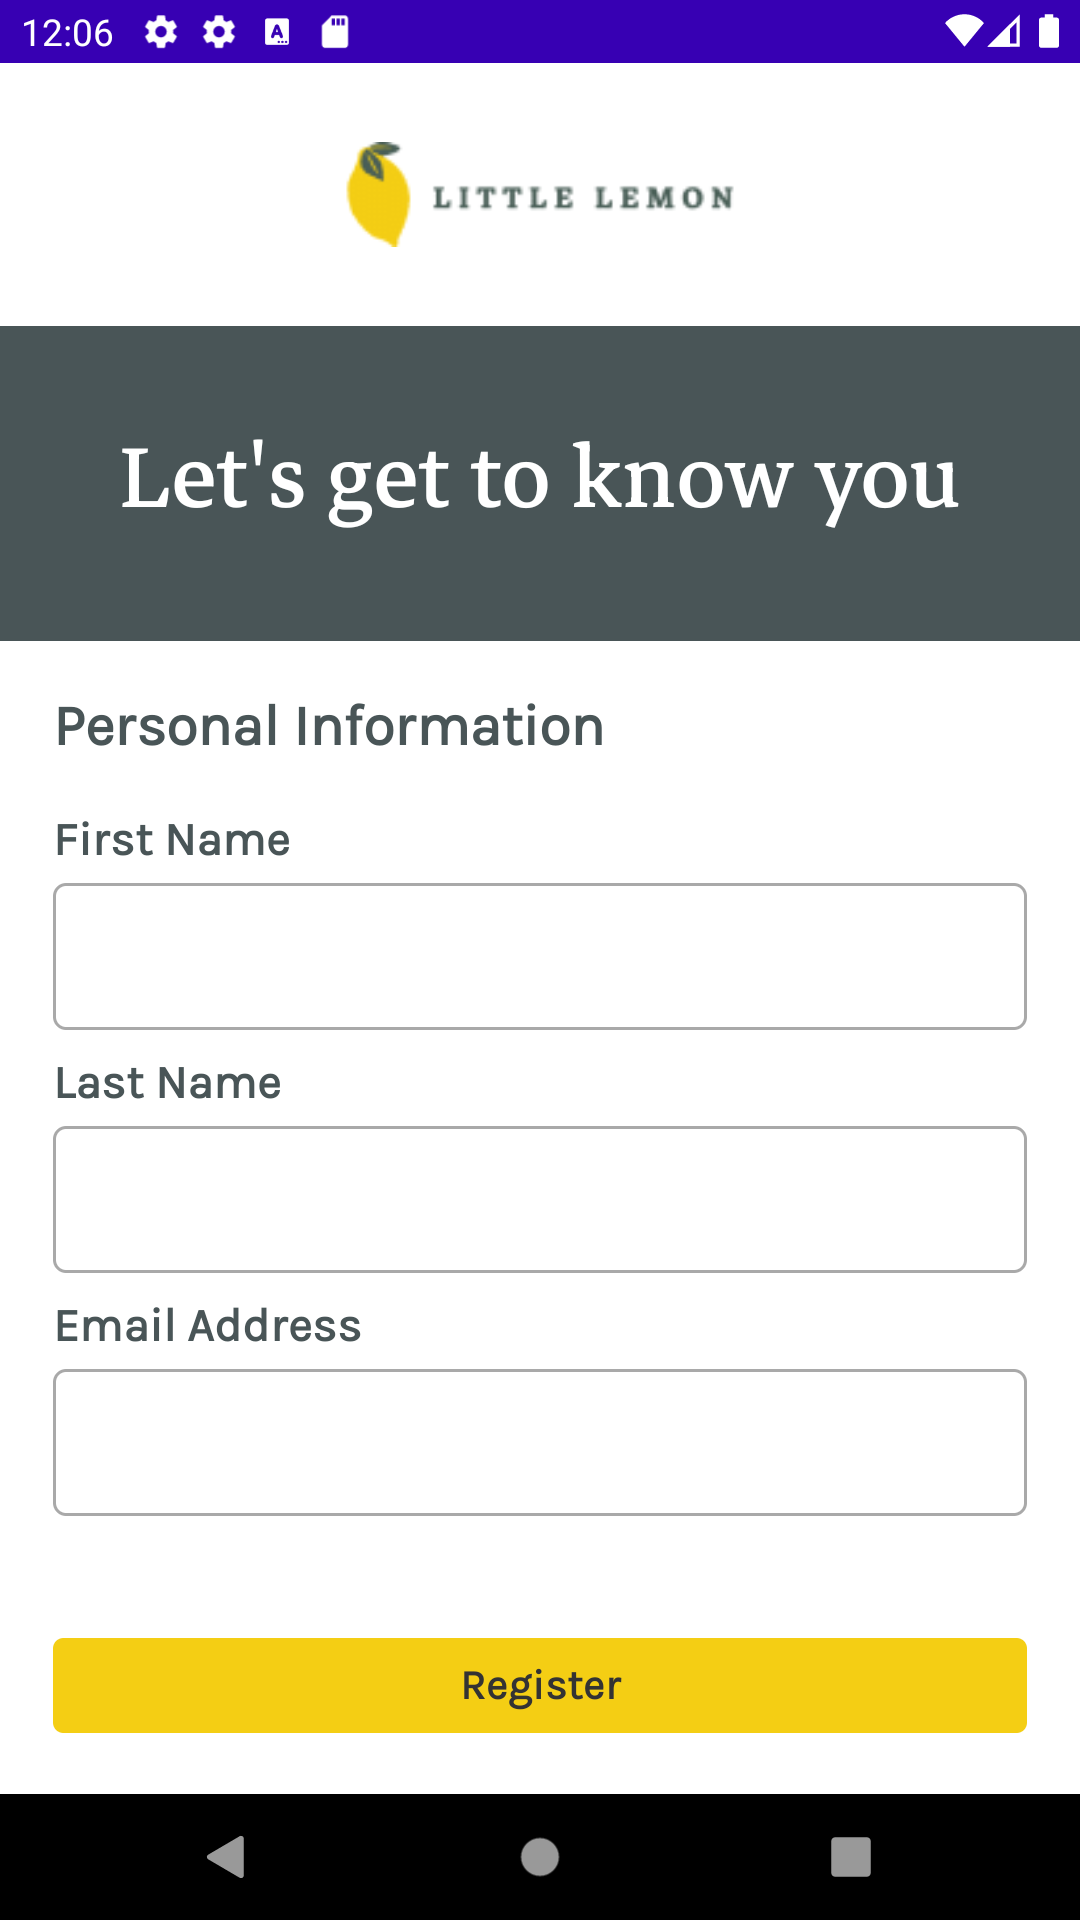 12:06
LITTLE LEMON
Let's get to know you
Personal Information
First Name
Last Name
Email Address
Register